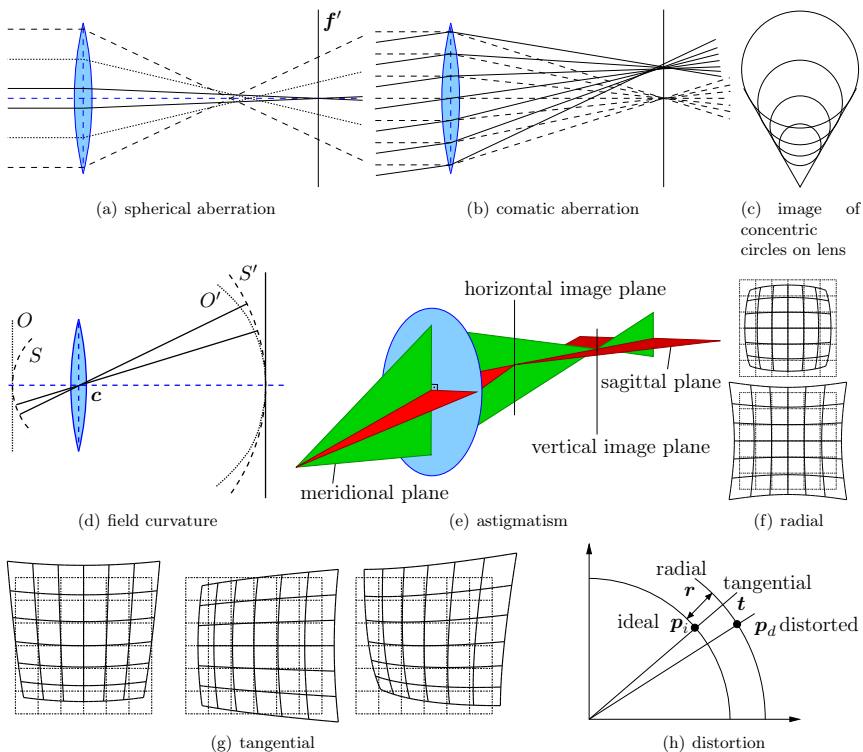 f′
(a) spherical aberration
(b) comatic aberration
(c) image of
concentric
circles on lens
O
S
O′
S′
c
(d) field curvature
horizontal image plane
sagittal plane
vertical image plane
meridional plane
(e) astigmatism
(f) radial
(g) tangential
radial
tangential
r
t
ideal
p_i
p_d distorted
(h) distortion